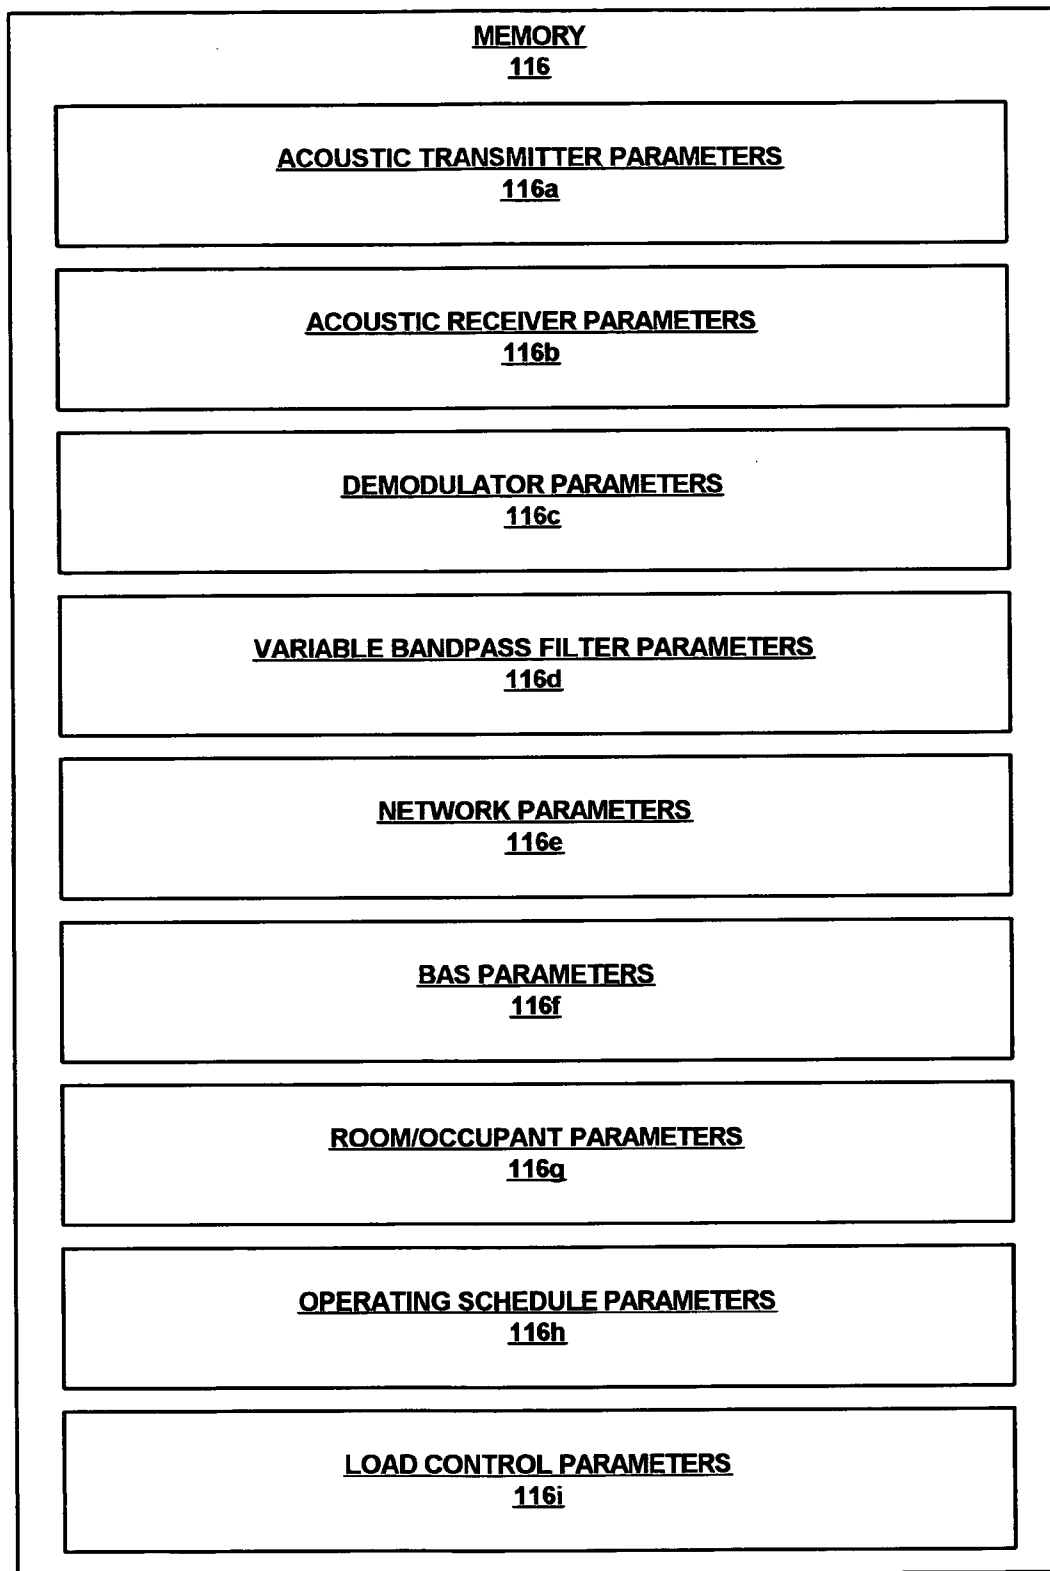 MEMORY
116
ACOUSTIC TRANSMITTER PARAMETERS
116a
ACOUSTIC RECEIVER PARAMETERS
116b
DEMODULATOR PARAMETERS
116c
VARIABLE BANDPASS FILTER PARAMETERS
116d
NETWORK PARAMETERS
116e
BAS PARAMETERS
116f
ROOM/OCCUPANT PARAMETERS
116g
OPERATING SCHEDULE PARAMETERS
116h
LOAD CONTROL PARAMETERS
116i